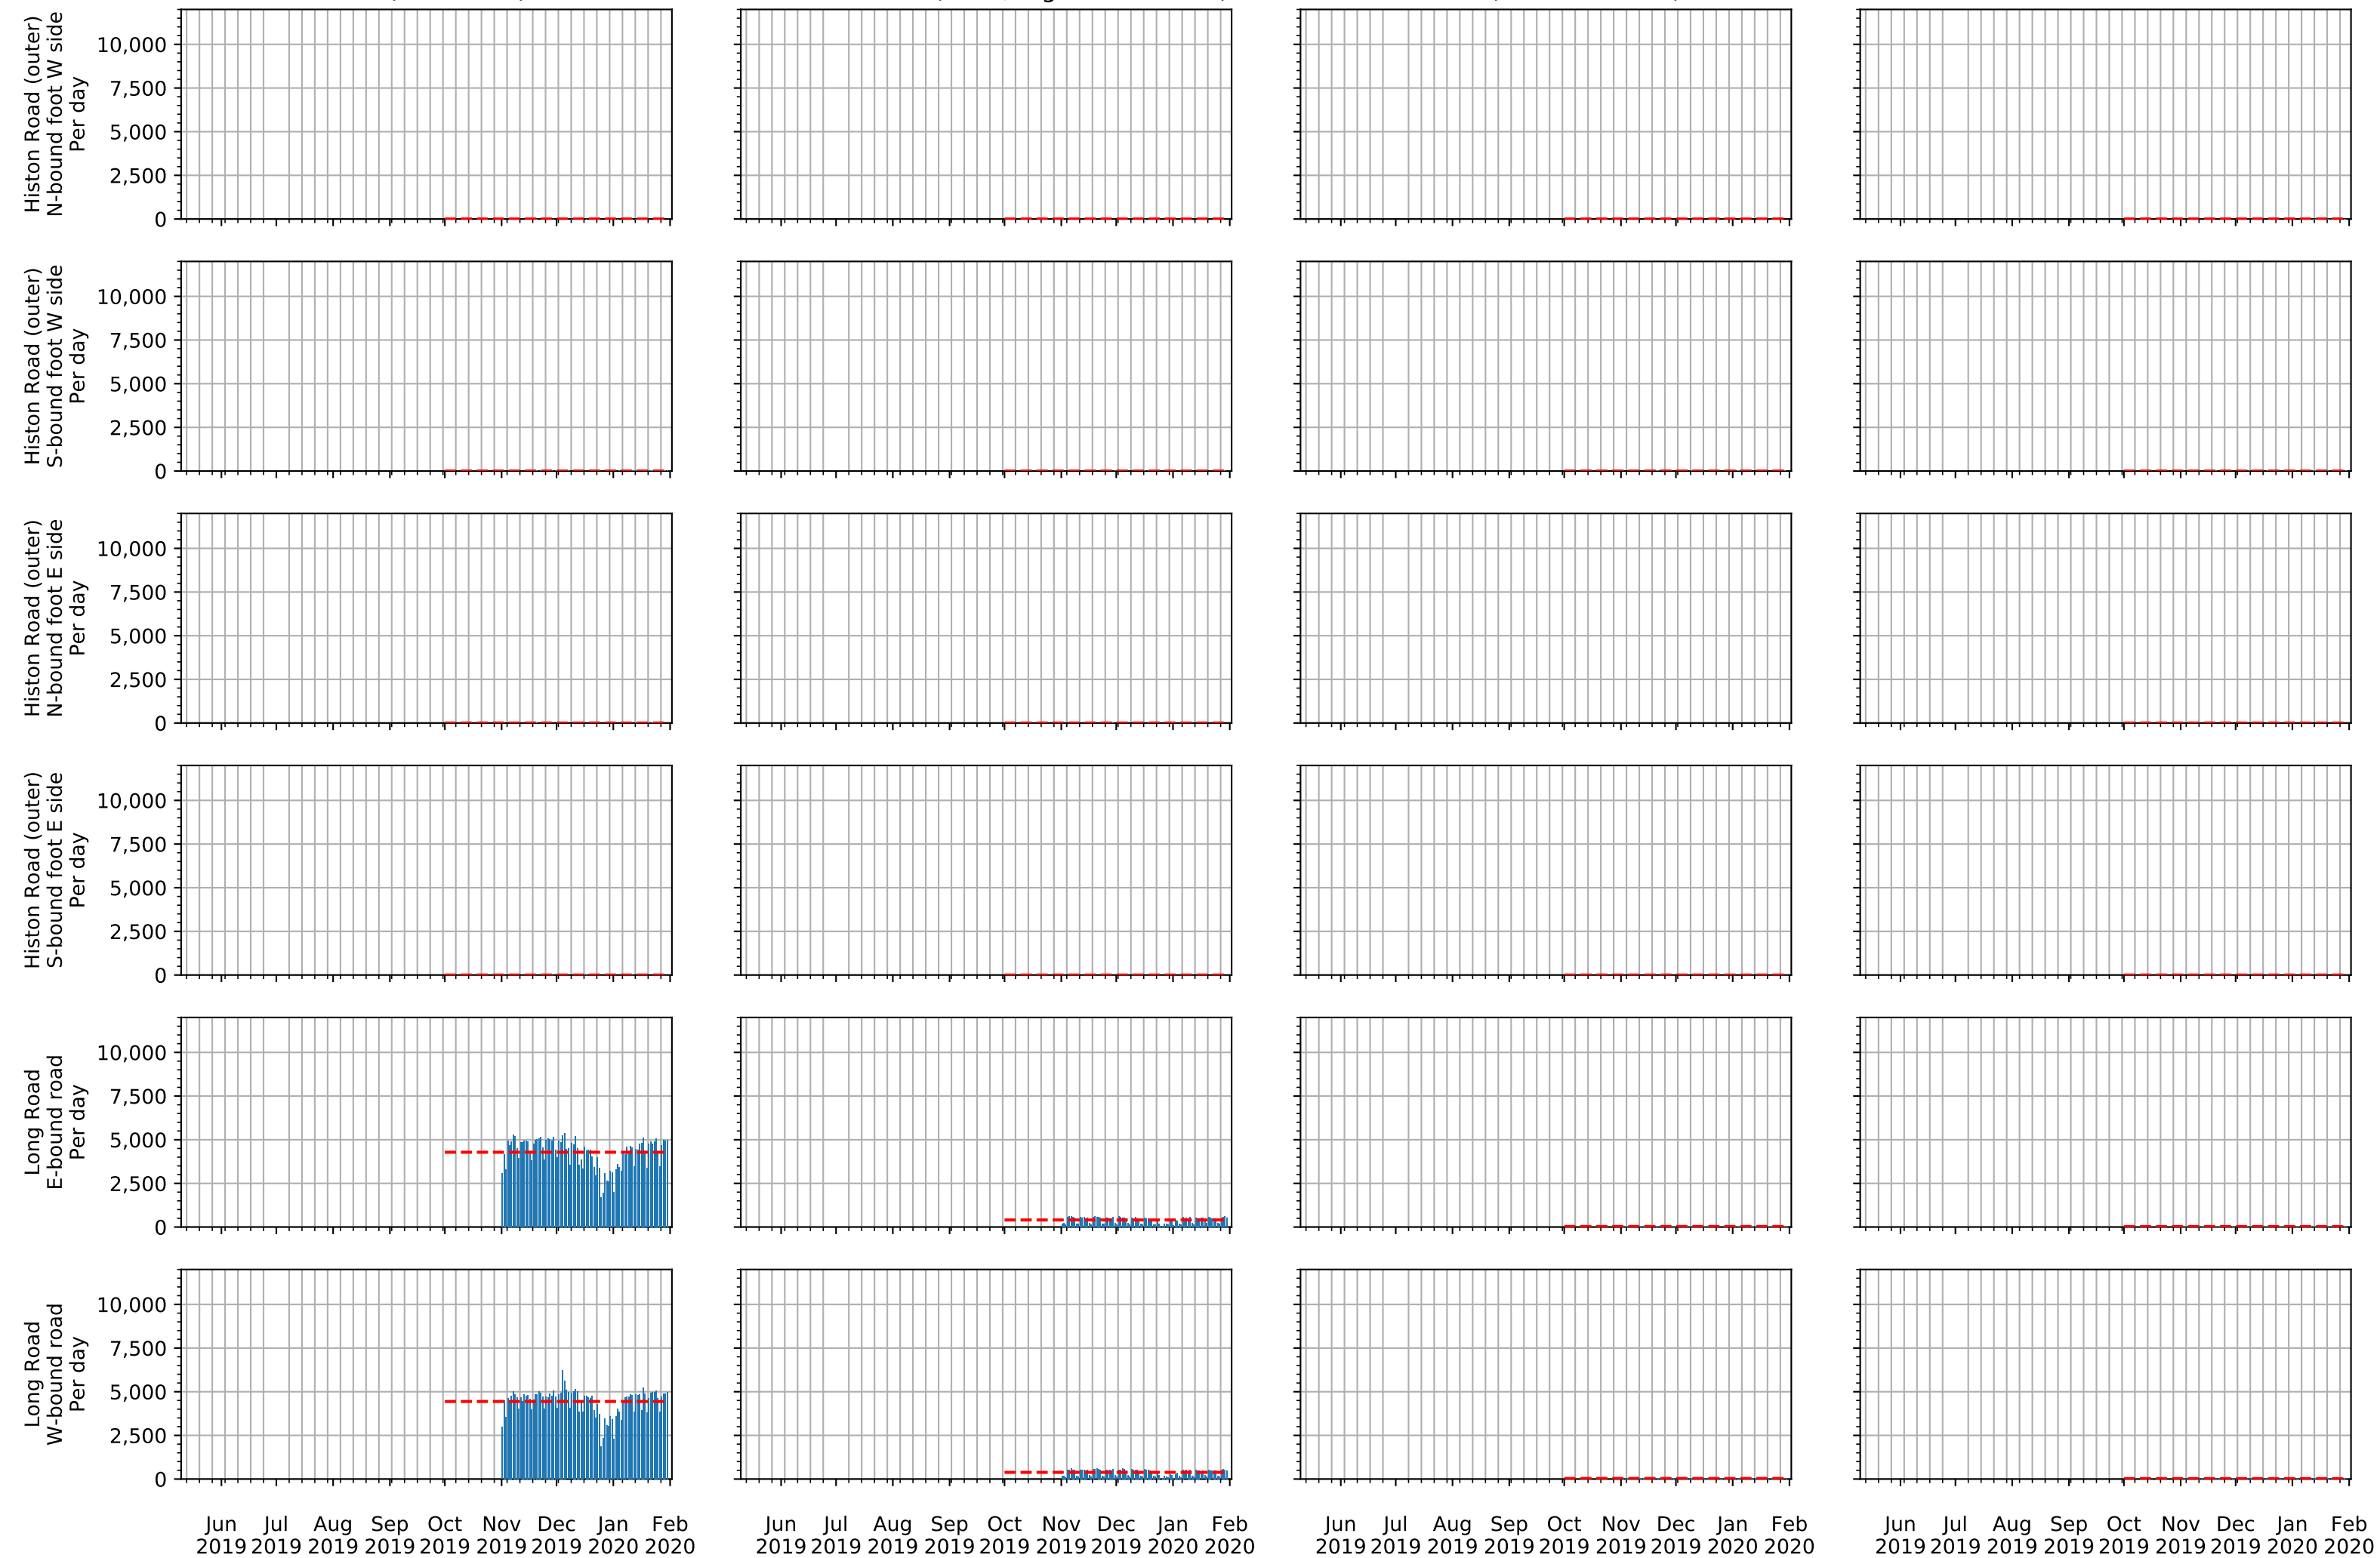 Histon Road (outer)
N-bound foot W side
Per day
10,000
7,500
5,000
2,500
0
Histon Road (outer)
S-bound foot W side
Per day
10,000
7,500
5,000
2,500
0
Histon Road (outer)
N-bound foot E side
Per day
10,000
7,500
5,000
2,500
0
Histon Road (outer)
S-bound foot E side
Per day
10,000
7,500
5,000
2,500
0
Long Road
E-bound road
Per day
10,000
7,500
5,000
2,500
0
Long Road
W-bound road
Per day
10,000
7,500
5,000
2,500
0
Jun Jul Aug Sep Oct Nov Dec Jan Feb
2019 2019 2019 2019 2019 2019 2019 2020 2020
Jun Jul Aug Sep Oct Nov Dec Jan Feb
2019 2019 2019 2019 2019 2019 2019 2020 2020
Jun Jul Aug Sep Oct Nov Dec Jan Feb
2019 2019 2019 2019 2019 2019 2019 2020 2020
Jun Jul Aug Sep Oct Nov Dec Jan Feb
2019 2019 2019 2019 2019 2019 2019 2020 2020